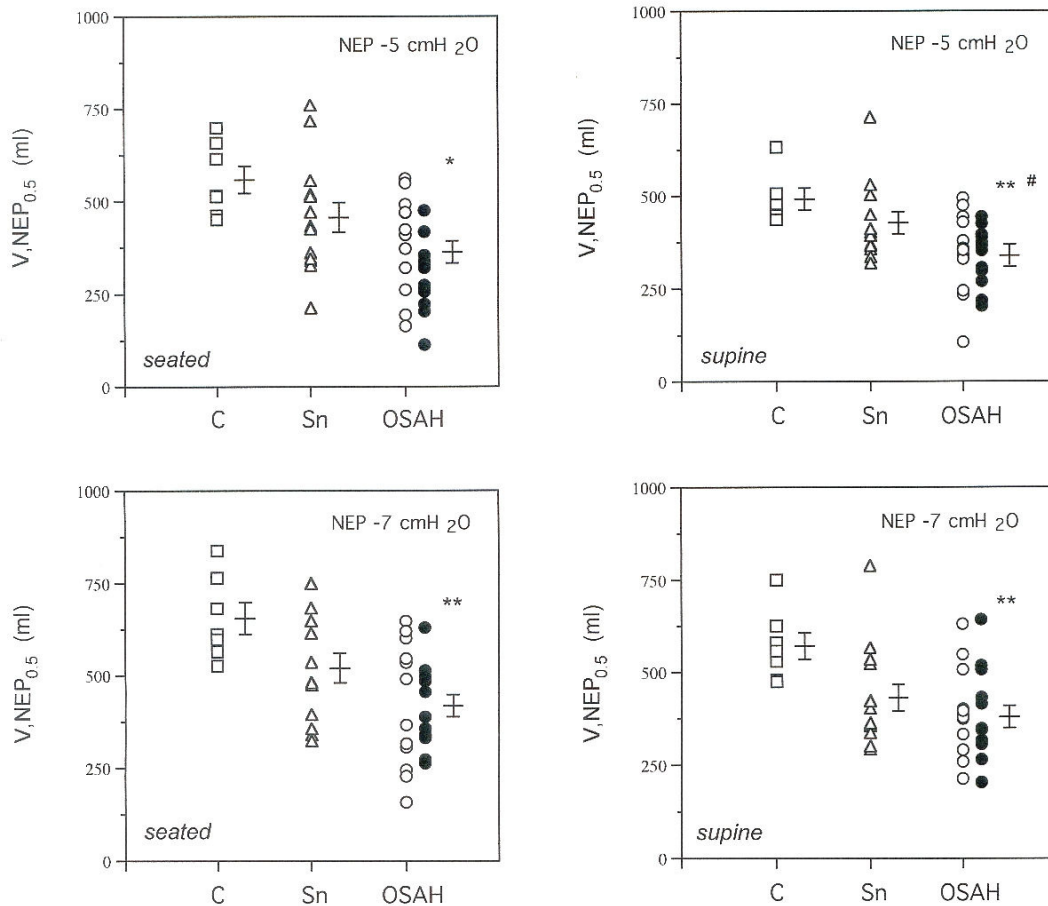 1000
750
500
250
0
V,NEP0.5 (ml)
NEP -5 cmH 2O
*
seated
C Sn OSAH
1000
750
500
250
0
V,NEP0.5 (ml)
NEP -5 cmH 2O
** #
supine
C Sn OSAH
1000
750
500
250
0
V,NEP0.5 (ml)
NEP -7 cmH 2O
**
seated
C Sn OSAH
1000
750
500
250
0
V,NEP0.5 (ml)
NEP -7 cmH 2O
**
supine
C Sn OSAH